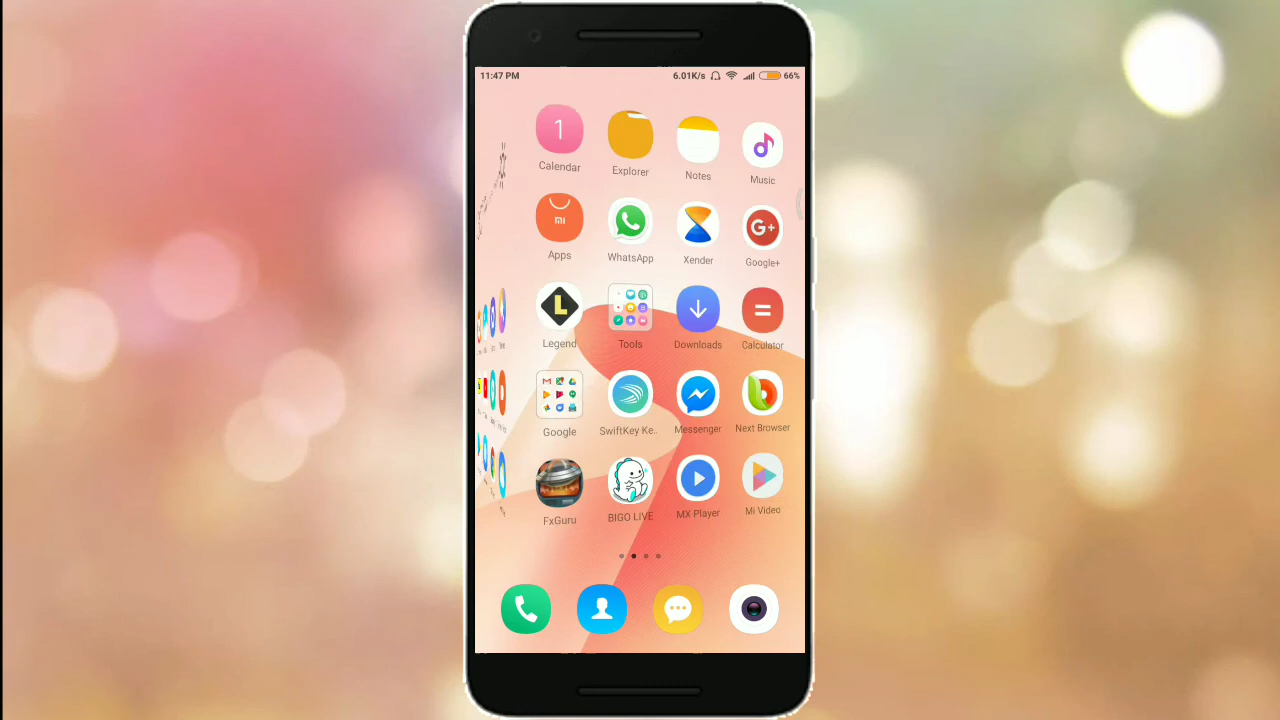 11:47 PM 6.01K/s 66%
1
Calendar Explorer Notes Music
mi G+
Apps WhatsApp Xender Google+
L
Legend Tools Downloads Calculator
Google SwiftKey Ke.. Messenger Next Browser
FxGuru BIGO LIVE MX Player Mi Video